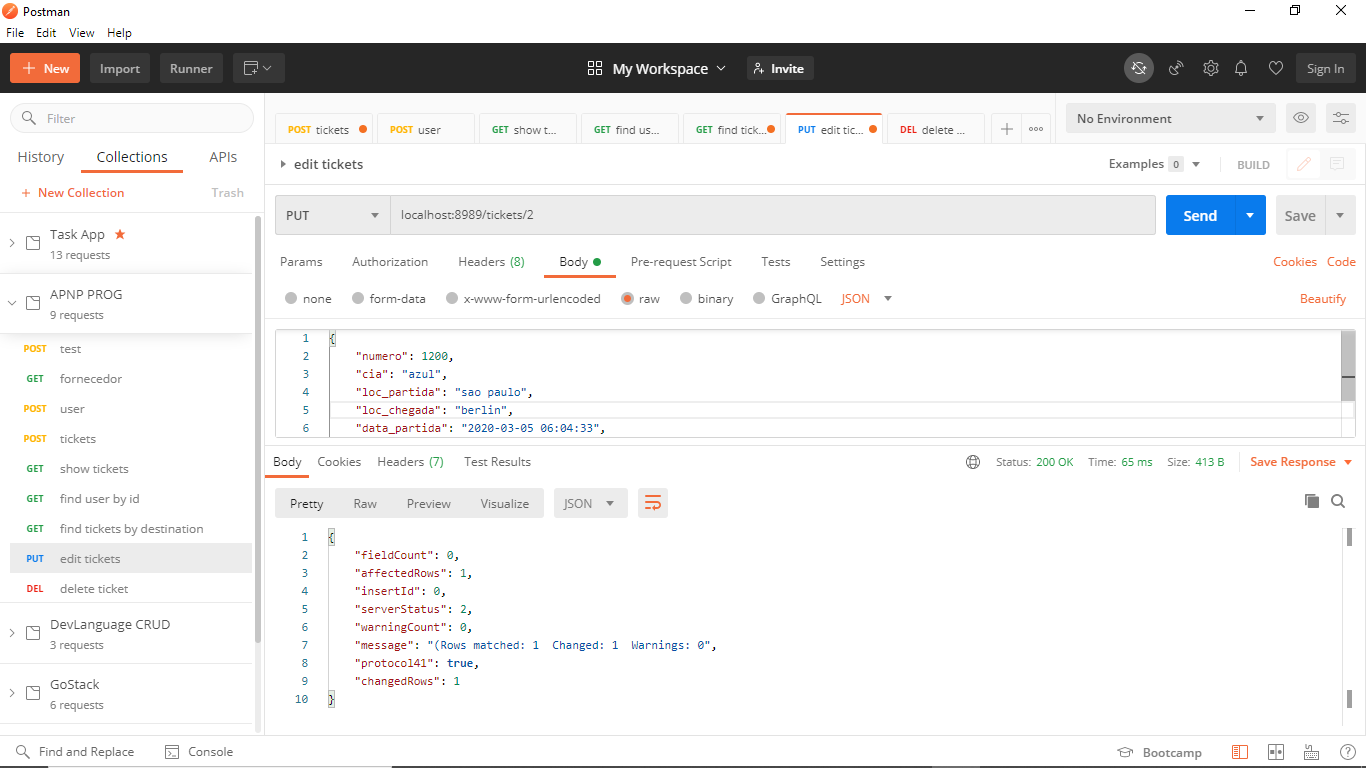 Postman
File Edit View Help
+ New Import Runner My Workspace Invite Sign In
Filter
History Collections APIs
+ New Collection Trash
Task App ★
13 requests
APNP PROG
9 requests
POST test
GET fornecedor
POST user
POST tickets
GET show tickets
GET find user by id
GET find tickets by destination
PUT edit tickets
DEL delete ticket
DevLanguage CRUD
3 requests
GoStack
6 requests
POST tickets POST user GET show t... GET find us... GET find tick... PUT edit tic... DEL delete ... + ooo No Environment
edit tickets Examples 0 BUILD
PUT localhost:8989/tickets/2 Send Save
Params Authorization Headers (8) Body Pre-request Script Tests Settings Cookies Code
none form-data x-www-form-urlencoded raw binary GraphQL JSON Beautify
1 {
2 "numero": 1200,
3 "cia": "azul",
4 "loc_partida": "sao paulo",
5 "loc_chegada": "berlin",
6 "data_partida": "2020-03-05 06:04:33",
Body Cookies Headers (7) Test Results Status: 200 OK Time: 65 ms Size: 413 B Save Response
Pretty Raw Preview Visualize JSON
1 {
2 "fieldCount": 0,
3 "affectedRows": 1,
4 "insertId": 0,
5 "serverStatus": 2,
6 "warningCount": 0,
7 "message": "(Rows matched: 1  Changed: 1  Warnings: 0",
8 "protocol41": true,
9 "changedRows": 1
10 }
Find and Replace Console Bootcamp